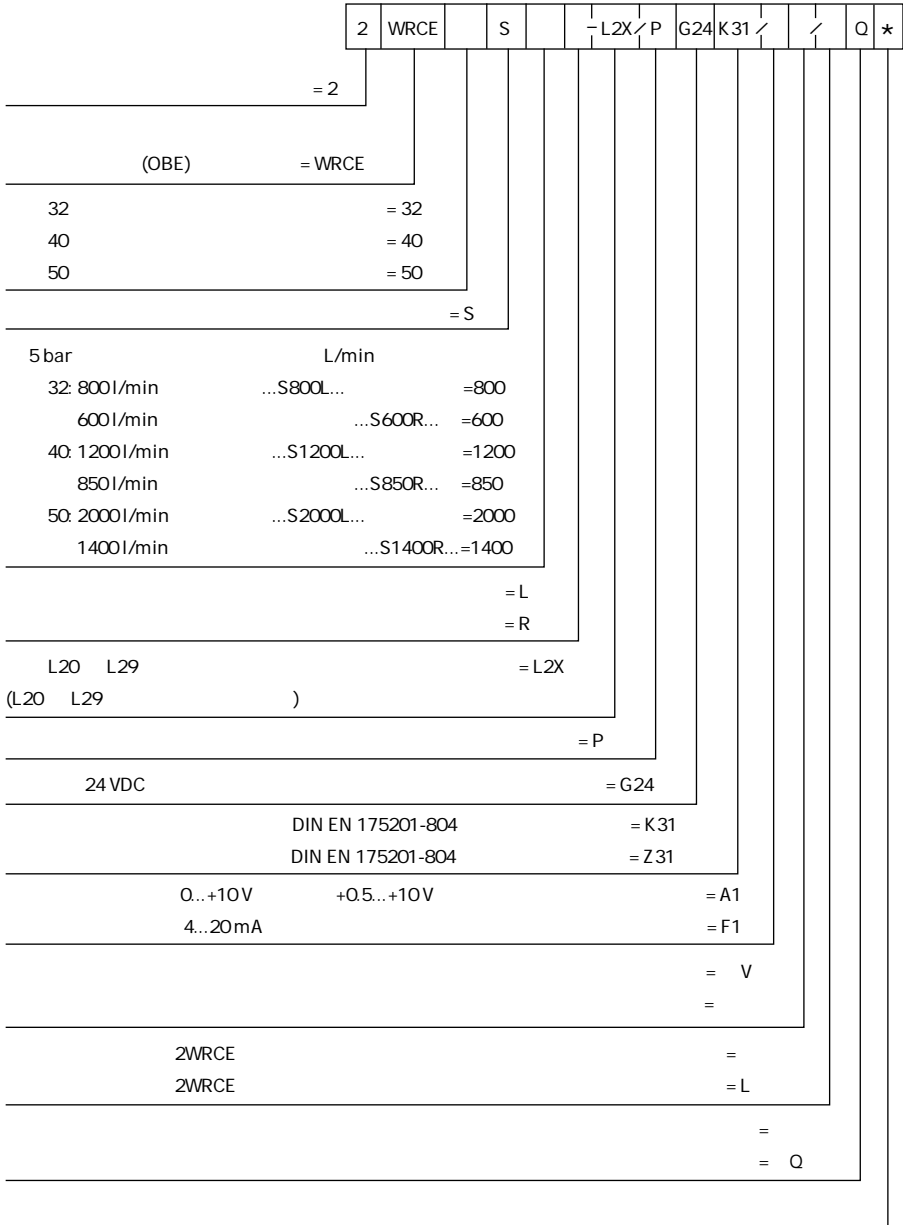 2 WRCE S – L2X / P G24 K31 / / Q *
= 2
(OBE) = WRCE
32 = 32
40 = 40
50 = 50
= S
5 bar L/min
32: 800 l/min ...S800L... =800
600 l/min ...S600R... =600
40: 1200 l/min ...S1200L... =1200
850 l/min ...S850R... =850
50: 2000 l/min ...S2000L... =2000
1400 l/min ...S1400R...=1400
= L
= R
L20 L29 = L2X
(L20 L29 )
= P
24 VDC = G24
DIN EN 175201-804 = K31
DIN EN 175201-804 = Z31
0...+10 V +0.5...+10 V = A1
4...20 mA = F1
= V
=
2WRCE =
2WRCE = L
=
= Q